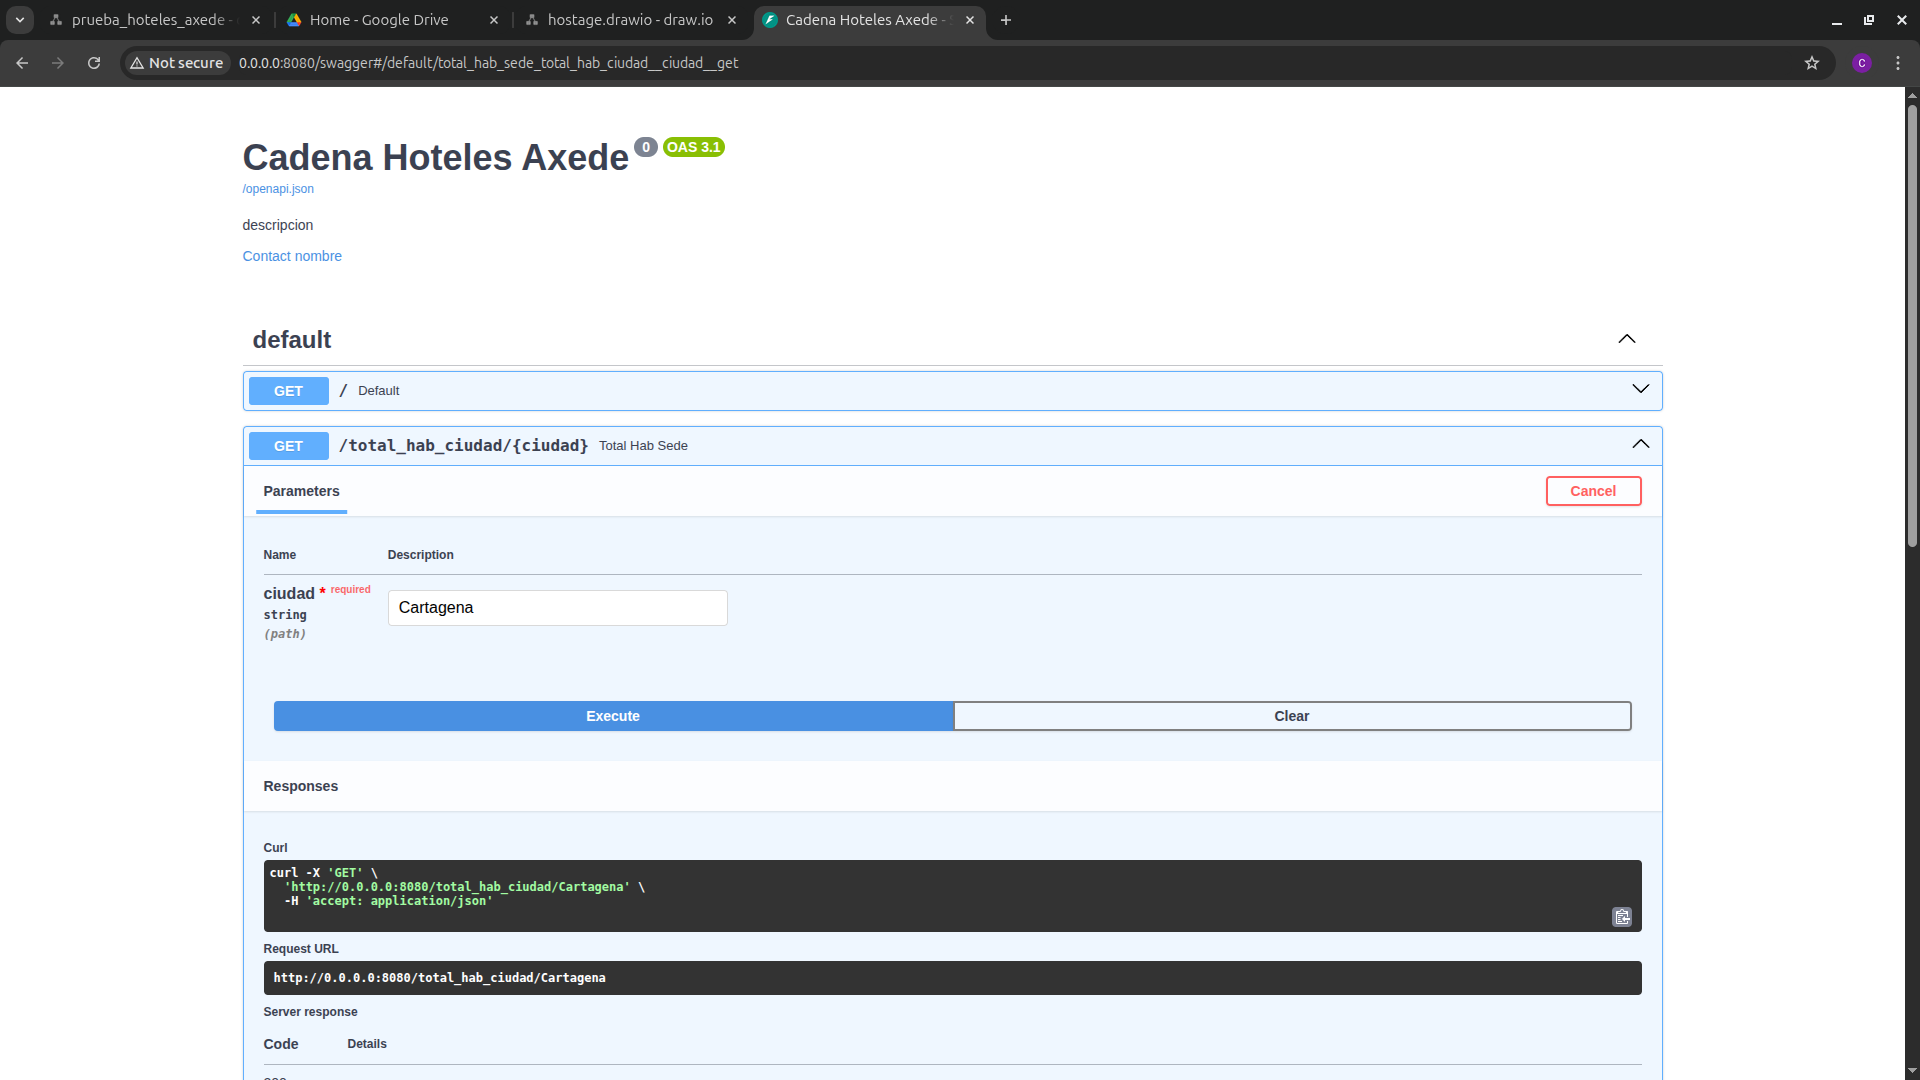 prueba_hoteles_axede -
Home - Google Drive
hostage.drawio - draw.io
Cadena Hoteles Axede -
Not secure
0.0.0.0:8080/swagger#/default/total_hab_sede_total_hab_ciudad__ciudad__get
C
Cadena Hoteles Axede 0 OAS 3.1
/openapi.json
descripcion
Contact nombre
default
GET / Default
GET /total_hab_ciudad/{ciudad} Total Hab Sede
Parameters
Cancel
Name Description
ciudad * required
string
(path)
Cartagena
Execute
Clear
Responses
Curl
curl -X 'GET' \
'http://0.0.0.0:8080/total_hab_ciudad/Cartagena' \
-H 'accept: application/json'
Request URL
http://0.0.0.0:8080/total_hab_ciudad/Cartagena
Server response
Code Details